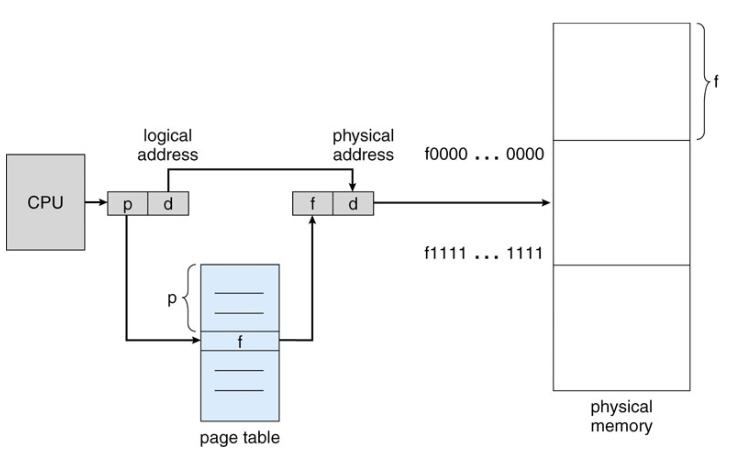 logical
address
physical
address
f0000 ... 0000
f
CPU
p d
f d
f1111 ... 1111
p
f
page table
physical
memory